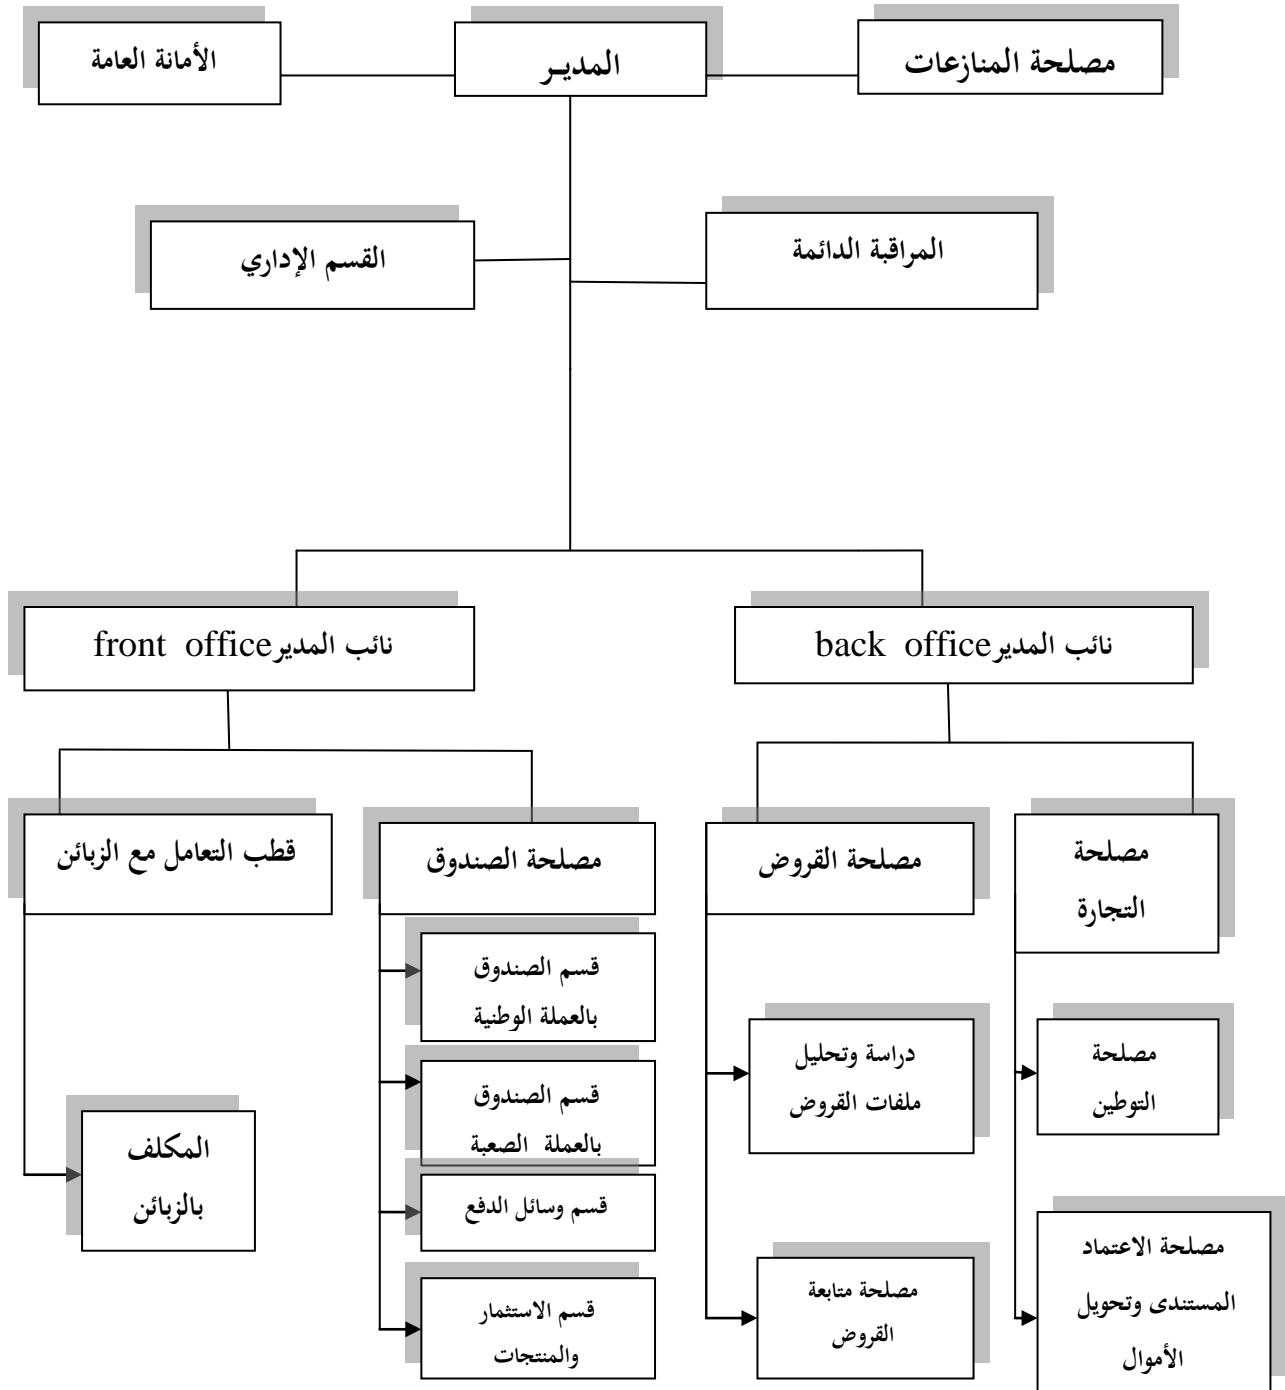 مصلحة المنازعات
المديـر
الأمانة العامة
المراقبة الدائمة
القسم الإداري
نائب المديرback office
نائب المديرfront office
مصلحة
التجارة
مصلحة القروض
مصلحة الصندوق
قطب التعامل مع الزبائن
مصلحة
التوطين
مصلحة الاعتماد
المستندى وتحويل
الأموال
دراسة وتحليل
ملفات القروض
مصلحة متابعة
القروض
قسم الصندوق
بالعملة الوطنية
قسم الصندوق
بالعملة الصعبة
قسم وسائل الدفع
قسم الاستثمار
والمنتجات
المكلف
بالزبائن